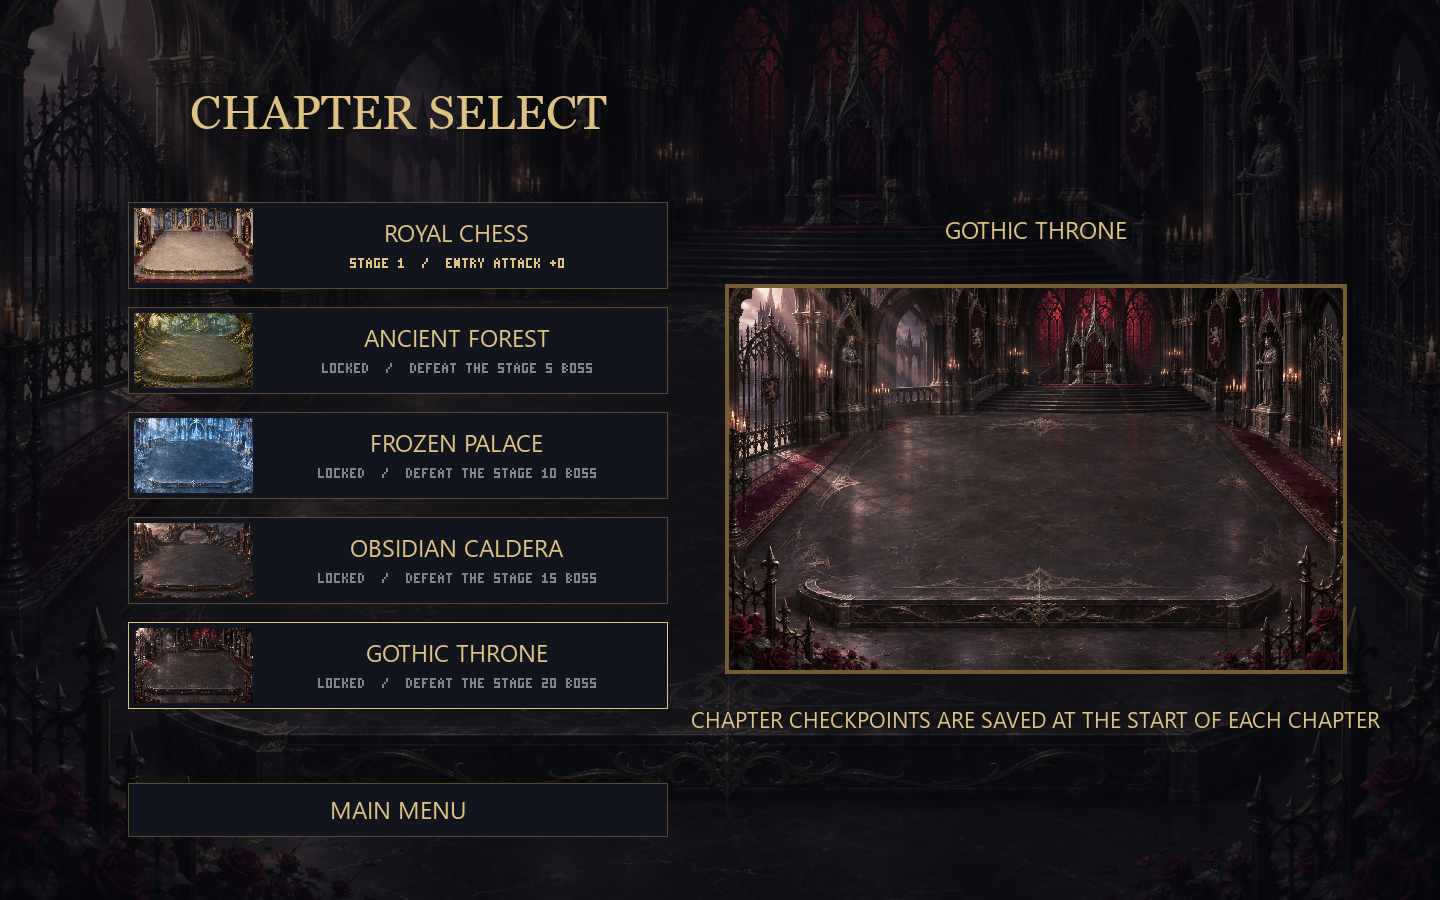 CHAPTER SELECT
ROYAL CHESS
STAGE 1 / ENTRY ATTACK +0
ANCIENT FOREST
LOCKED / DEFEAT THE STAGE 5 BOSS
FROZEN PALACE
LOCKED / DEFEAT THE STAGE 10 BOSS
OBSIDIAN CALDERA
LOCKED / DEFEAT THE STAGE 15 BOSS
GOTHIC THRONE
LOCKED / DEFEAT THE STAGE 20 BOSS
MAIN MENU
GOTHIC THRONE
CHAPTER CHECKPOINTS ARE SAVED AT THE START OF EACH CHAPTER